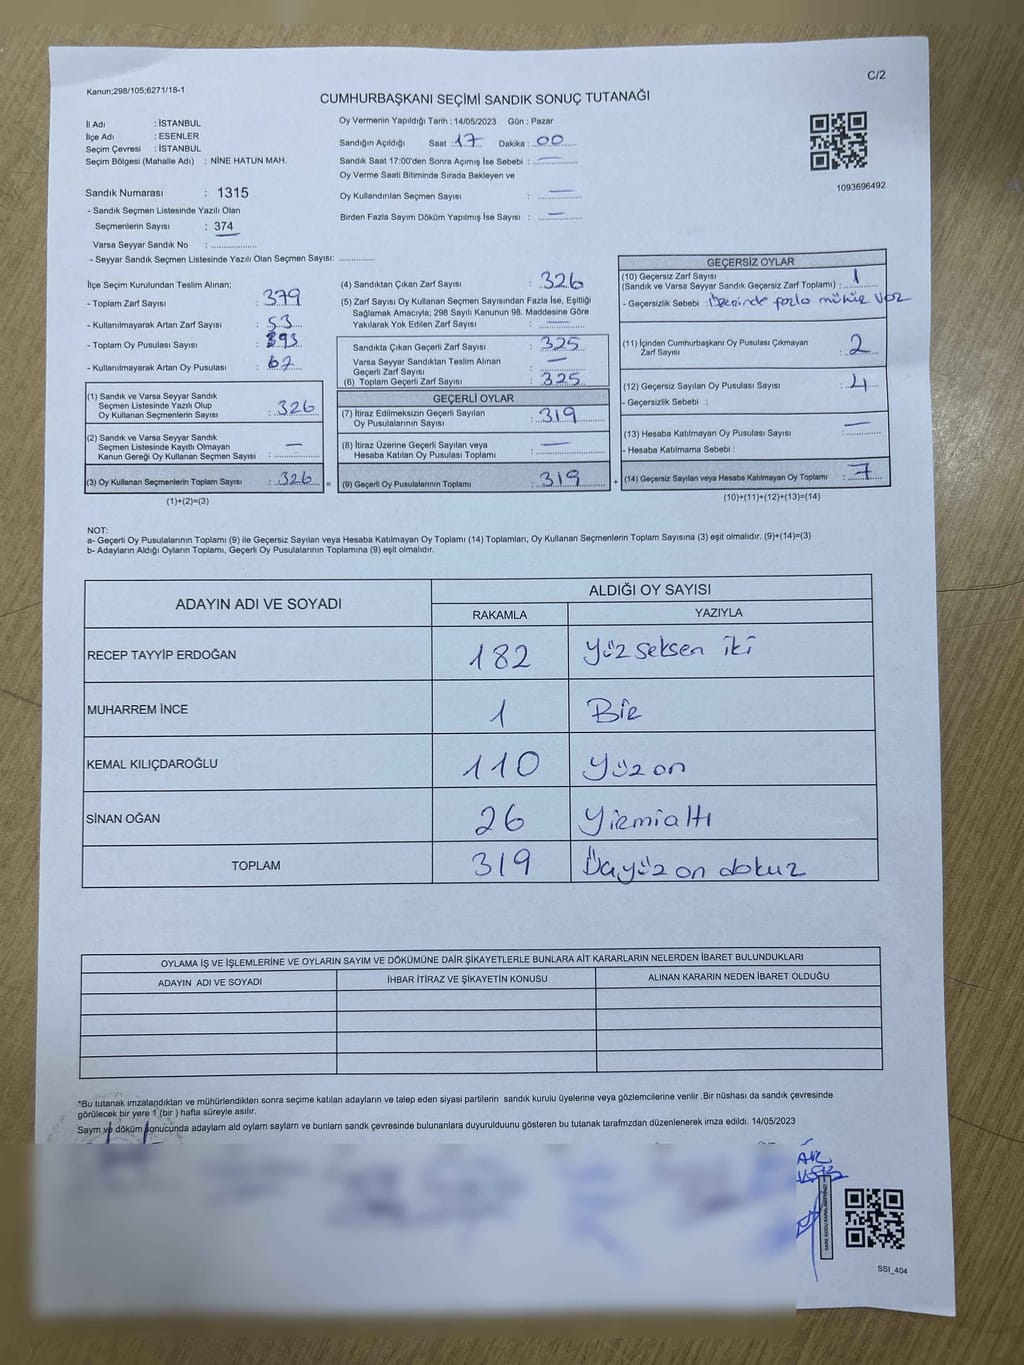 C/2
Kanun;298/105;6271/18-1
CUMHURBAŞKANI SEÇİMİ SANDIK SONUÇ TUTANAĞI
İl Adı : İSTANBUL
İlçe Adı : ESENLER
Seçim Çevresi : İSTANBUL
Seçim Bölgesi (Mahalle Adı) : NİNE HATUN MAH.
Sandık Numarası : 1315
- Sandık Seçmen Listesinde Yazılı Olan
Seçmenlerin Sayısı : 374
Varsa Seyyar Sandık No : ...............
- Seyyar Sandık Seçmen Listesinde Yazılı Olan Seçmen Sayısı: ............
Oy Vermenin Yapıldığı Tarih : 14/05/2023 Gün : Pazar
Sandığın Açıldığı Saat : 17 Dakika : 00
Sandık Saat 17:00'den Sonra Açımış İse Sebebi : —
Oy Verme Saati Bitiminde Sırada Bekleyen ve
Oy Kullandırılan Seçmen Sayısı : —
Birden Fazla Sayım Döküm Yapılmış İse Sayısı : —
1093696492
İlçe Seçim Kurulundan Teslim Alınan;
- Toplam Zarf Sayısı : 379
- Kullanılmayarak Artan Zarf Sayısı : 53
- Toplam Oy Pusulası Sayısı : 393
- Kullanılmayarak Artan Oy Pusulası : 67
(1) Sandık ve Varsa Seyyar Sandık
Seçmen Listesinde Yazılı Olup
Oy Kullanan Seçmenlerin Sayısı : 326
(2) Sandık ve Varsa Seyyar Sandık
Seçmen Listesinde Kayıtlı Olmayan
Kanun Gereği Oy Kullanan Seçmen Sayısı : —
(3) Oy Kullanan Seçmenlerin Toplam Sayısı : 326 =
(1)+(2)=(3)
(4) Sandıktan Çıkan Zarf Sayısı : 326
(5) Zarf Sayısı Oy Kullanan Seçmen Sayısından Fazla İse, Eşitliği
Sağlamak Amacıyla; 298 Sayılı Kanunun 98. Maddesine Göre
Yakılarak Yok Edilen Zarf Sayısı : —
Sandıkta Çıkan Geçerli Zarf Sayısı : 325
Varsa Seyyar Sandıktan Teslim Alınan
Geçerli Zarf Sayısı : —
(6) Toplam Geçerli Zarf Sayısı : 325
GEÇERLİ OYLAR
(7) İtiraz Edilmeksizin Geçerli Sayılan
Oy Pusulalarının Sayısı : 319
(8) İtiraz Üzerine Geçerli Sayılan veya
Hesaba Katılan Oy Pusulası Toplamı : —
(9) Geçerli Oy Pusulalarının Toplamı : 319 +
GEÇERSİZ OYLAR
(10) Geçersiz Zarf Sayısı
(Sandık ve Varsa Seyyar Sandık Geçersiz Zarf Toplamı) : 1
- Geçersizlik Sebebi : üzerinde fazla mühür var
(11) İçinden Cumhurbaşkanı Oy Pusulası Çıkmayan
Zarf Sayısı : 2
(12) Geçersiz Sayılan Oy Pusulası Sayısı : 4
- Geçersizlik Sebebi :
(13) Hesaba Katılmayan Oy Pusulası Sayısı : —
- Hesaba Katılmama Sebebi :
(14) Geçersiz Sayılan veya Hesaba Katılmayan Oy Toplamı : 7
(10)+(11)+(12)+(13)=(14)
NOT:
a- Geçerli Oy Pusulalarının Toplamı (9) ile Geçersiz Sayılan veya Hesaba Katılmayan Oy Toplamı (14) Toplamları, Oy Kullanan Seçmenlerin Toplam Sayısına (3) eşit olmalıdır. (9)+(14)=(3)
b- Adayların Aldığı Oyların Toplamı, Geçerli Oy Pusulalarının Toplamına (9) eşit olmalıdır.
ADAYIN ADI VE SOYADI
ALDIĞI OY SAYISI
RAKAMLA YAZIYLA
RECEP TAYYİP ERDOĞAN 182 Yüz seksen iki
MUHARREM İNCE 1 Bir
KEMAL KILIÇDAROĞLU 110 Yüz on
SİNAN OĞAN 26 Yirmialtı
TOPLAM 319 Üçyüz on dokuz
OYLAMA İŞ VE İŞLEMLERİNE VE OYLARIN SAYIM VE DÖKÜMÜNE DAİR ŞİKAYETLERLE BUNLARA AİT KARARLARIN NELERDEN İBARET BULUNDUKLARI
ADAYIN ADI VE SOYADI İHBAR İTİRAZ VE ŞİKAYETİN KONUSU ALINAN KARARIN NEDEN İBARET OLDUĞU
*Bu tutanak imzalandıktan ve mühürlendikten sonra seçime katılan adayların ve talep eden siyasi partilerin sandık kurulu üyelerine veya gözlemcilerine verilir .Bir nüshası da sandık çevresinde
görülecek bir yere 1 (bir ) hafta süreyle asılır.
Sayım ve döküm sonucunda adayların ald oyların sayları ve bunların sandk çevresinde bulunanlara duyurulduunu gösteren bu tutanak tarafmzdan düzenlenerek imza edildi. 14/05/2023
SSI_404